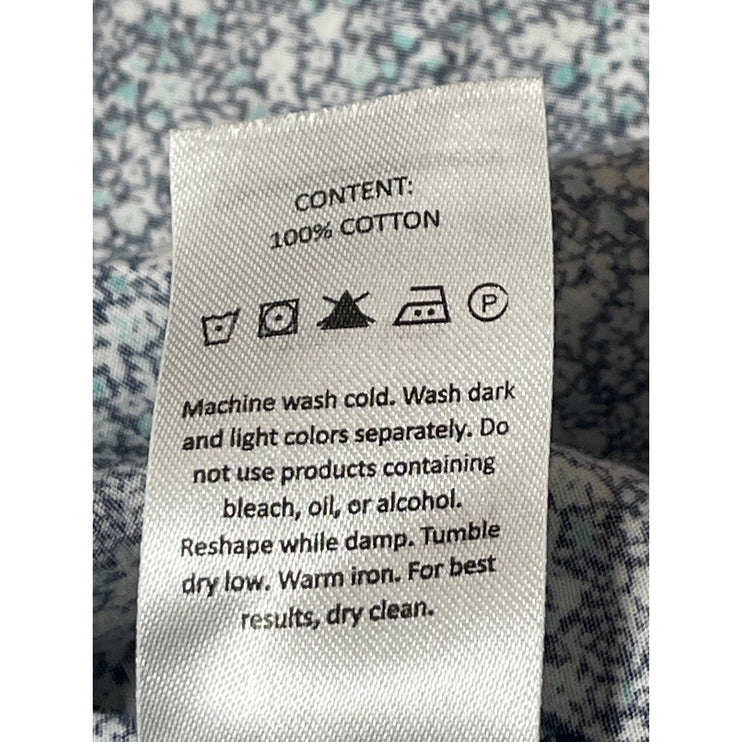 CONTENT:
100% COTTON
P
Machine wash cold. Wash dark
and light colors separately. Do
not use products containing
bleach, oil, or alcohol.
Reshape while damp. Tumble
dry low. Warm iron. For best
results, dry clean.